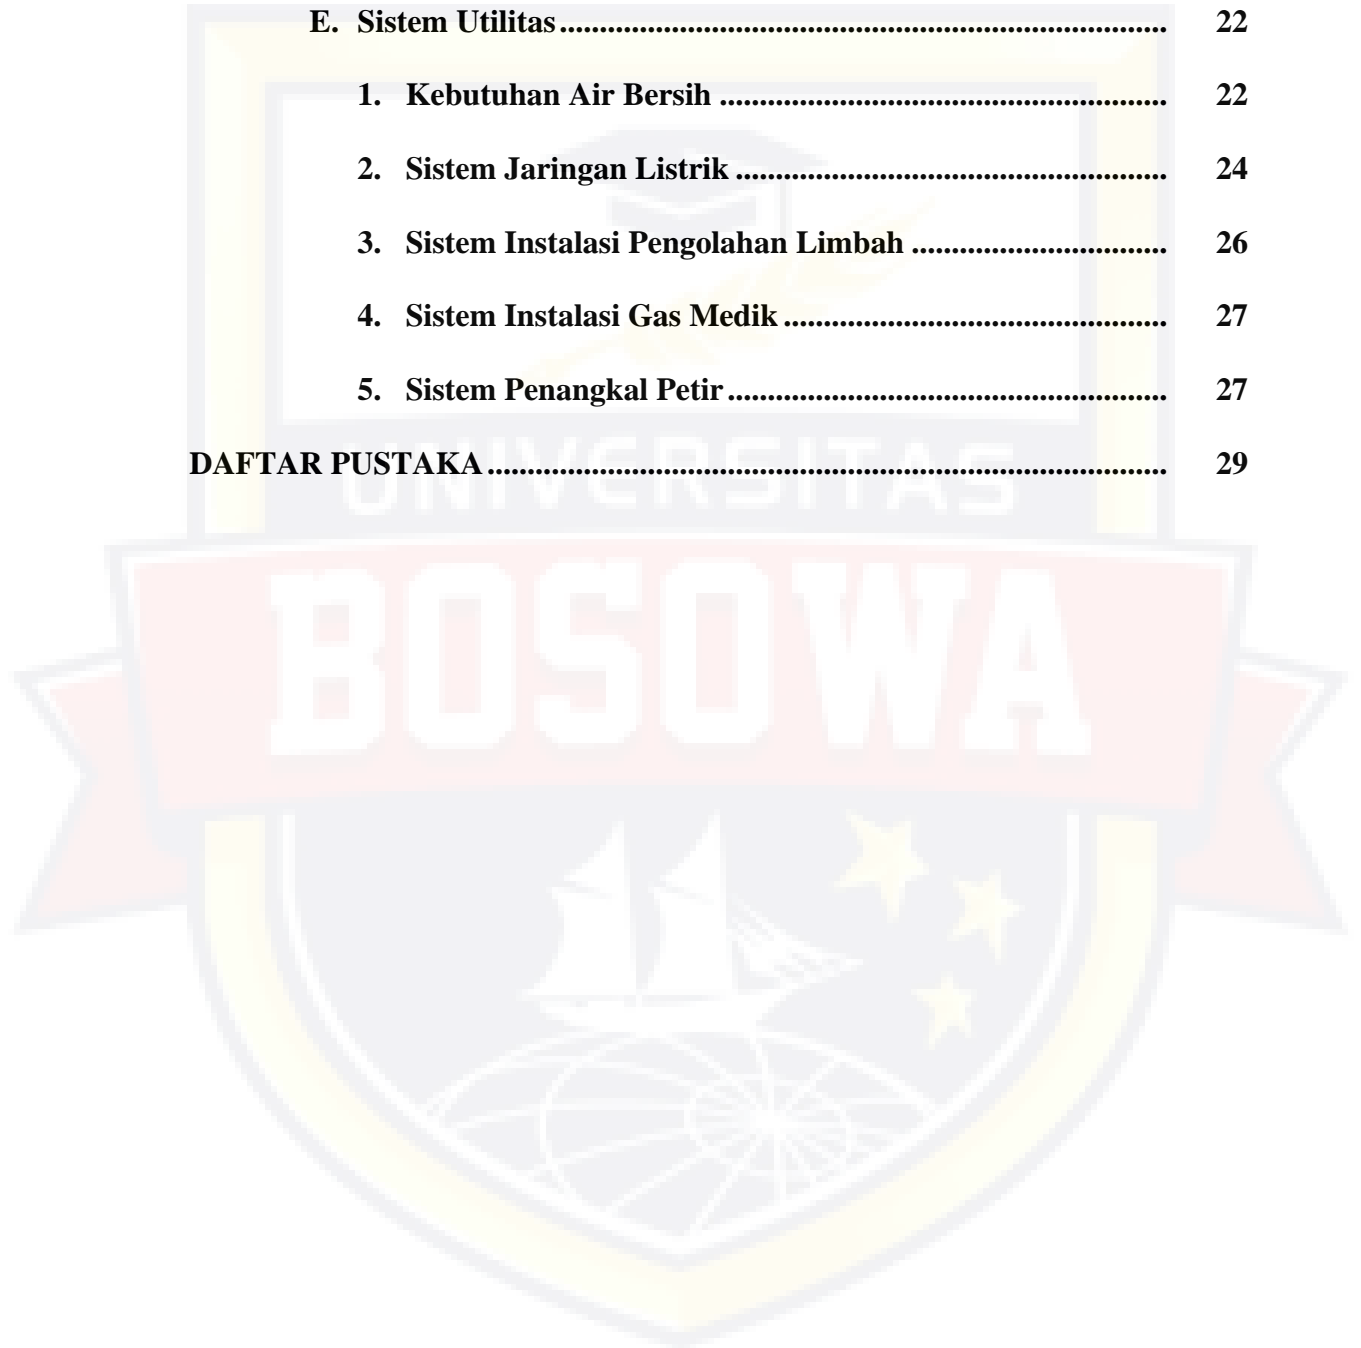 E. Sistem Utilitas ............................................................................ 22
1. Kebutuhan Air Bersih ........................................................ 22
2. Sistem Jaringan Listrik ...................................................... 24
3. Sistem Instalasi Pengolahan Limbah ................................ 26
4. Sistem Instalasi Gas Medik ................................................ 27
5. Sistem Penangkal Petir ....................................................... 27
DAFTAR PUSTAKA ..................................................................................... 29
UNIVERSITAS
BOSOWA